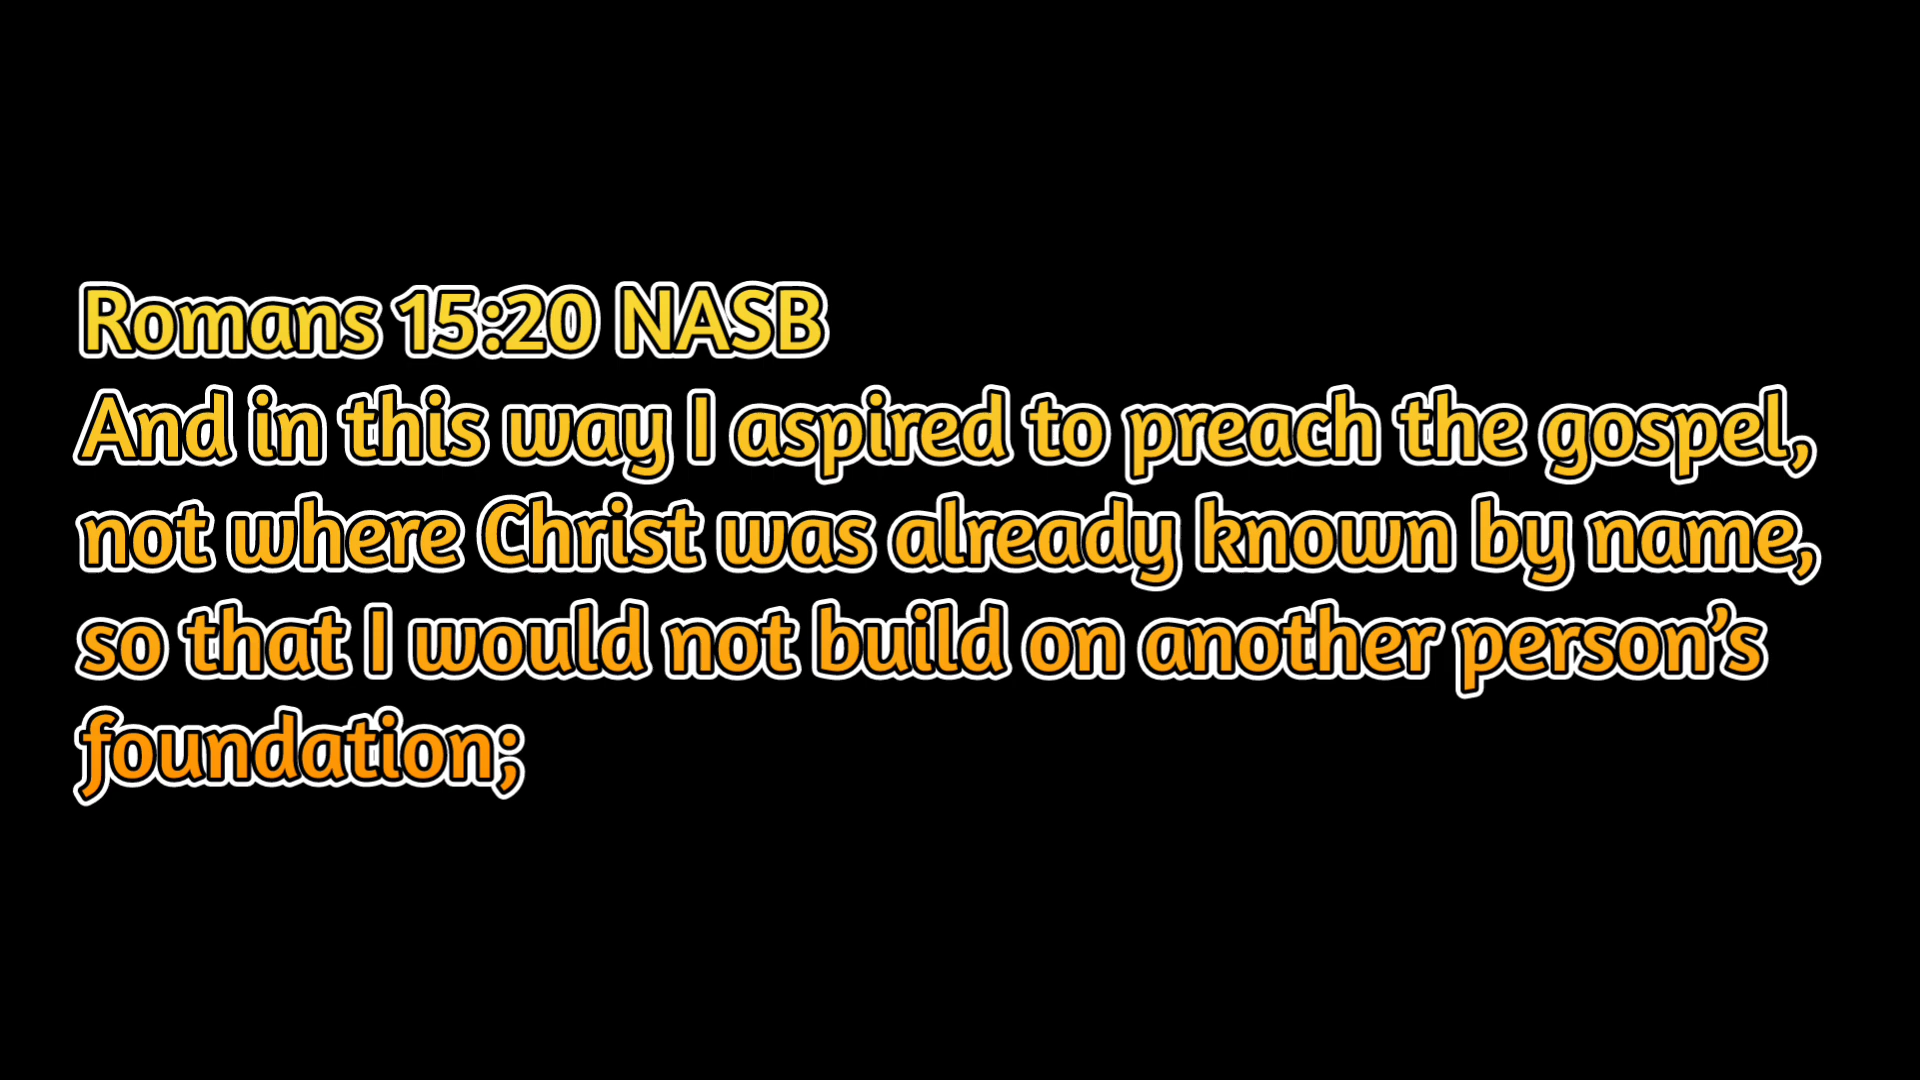 Romans 15:20 NASB
And in this way I aspired to preach the gospel,
not where Christ was already known by name,
so that I would not build on another person’s
foundation;